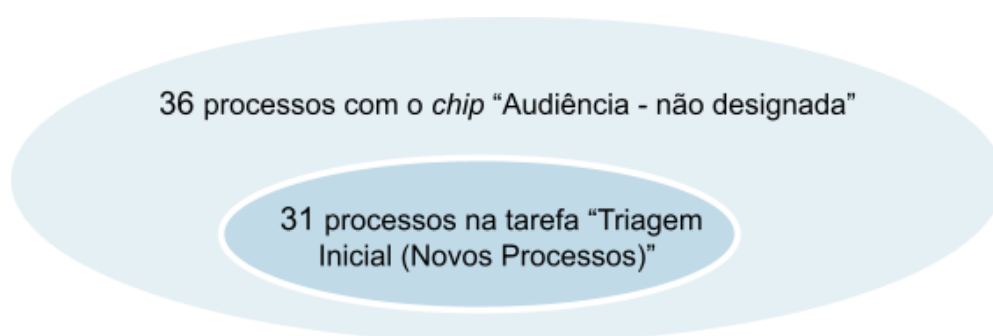 36 processos com o chip “Audiência - não designada”
31 processos na tarefa “Triagem
Inicial (Novos Processos)”